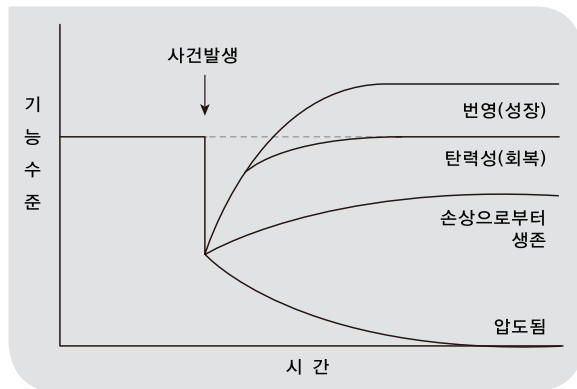 사건발생
기
능
수
준
번영(성장)
탄력성(회복)
손상으로부터
생존
압도됨
시 간